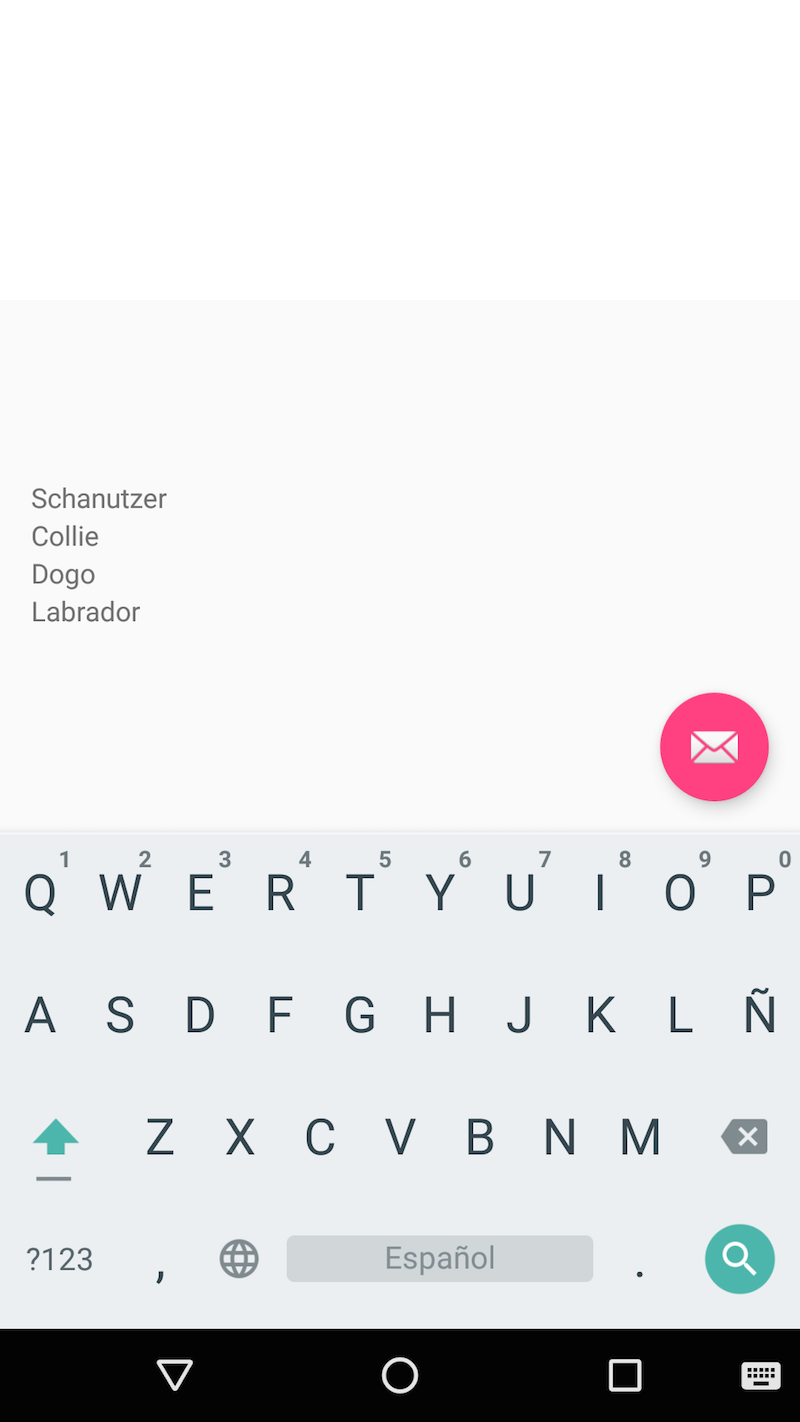 Schanutzer
Collie
Dogo
Labrador
1 2 3 4 5 6 7 8 9 0
Q W E R T Y U I O P
A S D F G H J K L Ñ
Z X C V B N M
?123 , Español .